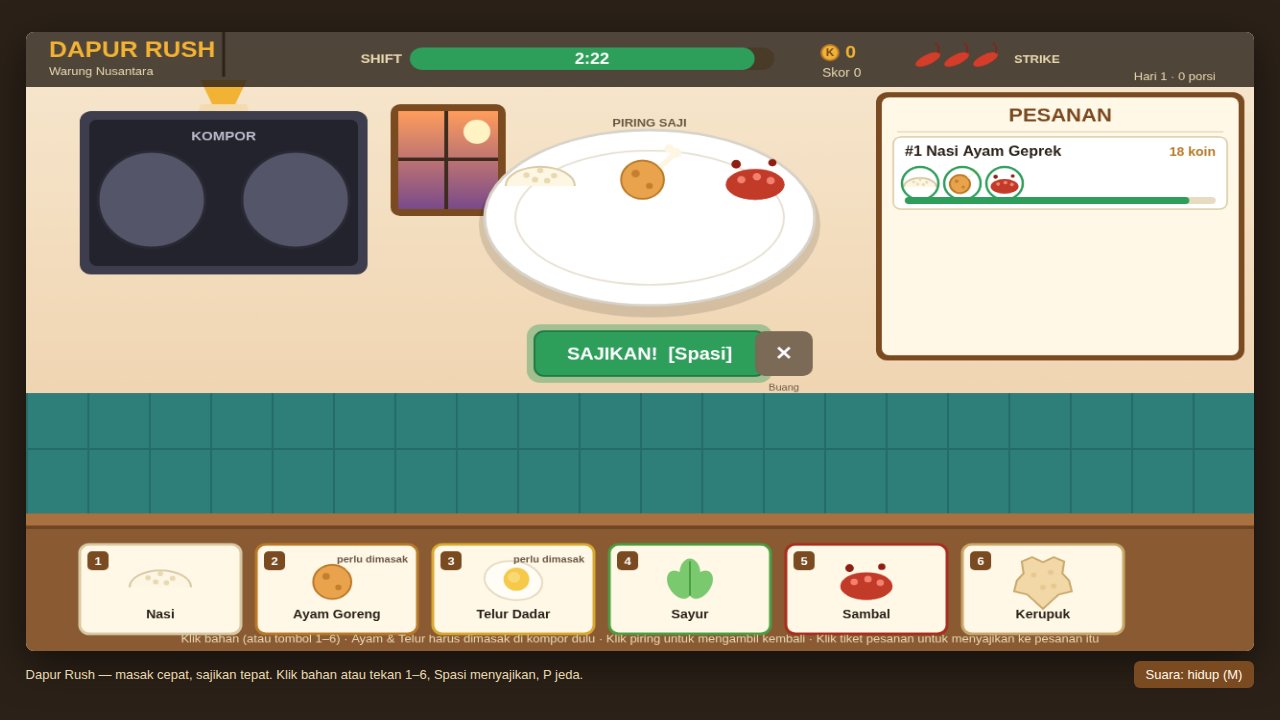 DAPUR RUSH
Warung Nusantara
SHIFT
2:22
K 0
Skor 0
STRIKE
Hari 1 · 0 porsi
KOMPOR
PIRING SAJI
PESANAN
#1 Nasi Ayam Geprek
18 koin
SAJIKAN! [Spasi]
✕
Buang
1
Nasi
2
perlu dimasak
Ayam Goreng
3
perlu dimasak
Telur Dadar
4
Sayur
5
Sambal
6
Kerupuk
Klik bahan (atau tombol 1–6) · Ayam & Telur harus dimasak di kompor dulu · Klik piring untuk mengambil kembali · Klik tiket pesanan untuk menyajikan ke pesanan itu
Dapur Rush — masak cepat, sajikan tepat. Klik bahan atau tekan 1–6, Spasi menyajikan, P jeda.
Suara: hidup (M)